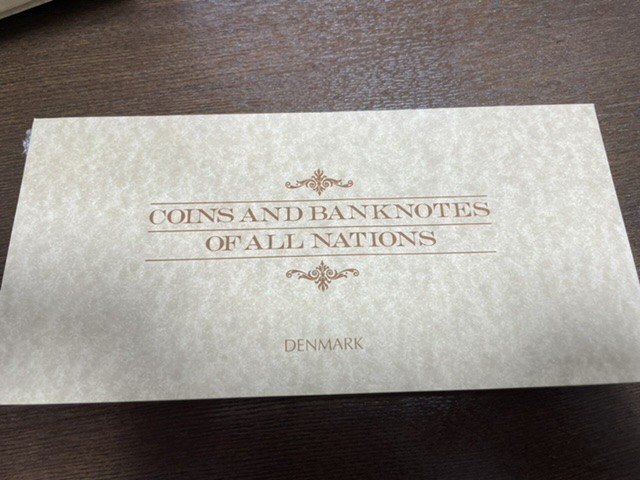 COINS AND BANKNOTES
OF ALL NATIONS
DENMARK